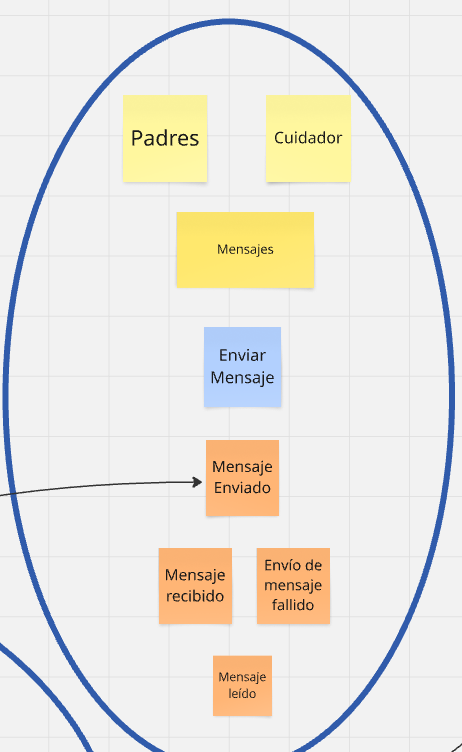 Padres
Cuidador
Mensajes
Enviar
Mensaje
Mensaje
Enviado
Mensaje
recibido
Envío de
mensaje
fallido
Mensaje
leído